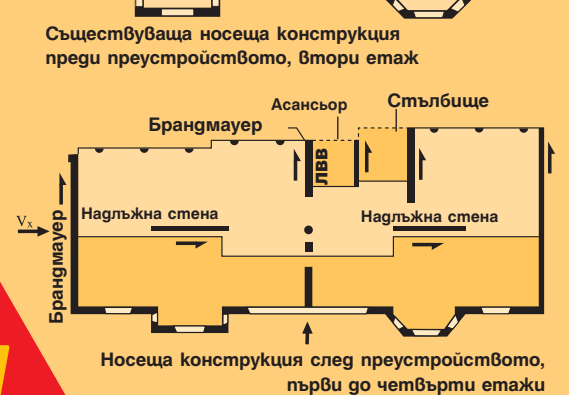 Съществуваща носеща конструкция
преди преустройството, втори етаж
Асансьор
Стълбище
Брандмауер
ЛВВ
Надлъжна стена
Надлъжна стена
Vx
Брандмауер
Носеща конструкция след преустройството,
първи до четвърти етажи